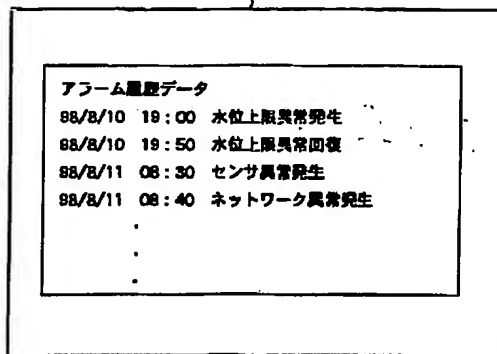 アラーム履歴データ
98/8/10 19:00 水位上限異常発生
98/8/10 19:50 水位上限異常回復
98/8/11 08:30 センサ異常発生
98/8/11 08:40 ネットワーク異常発生